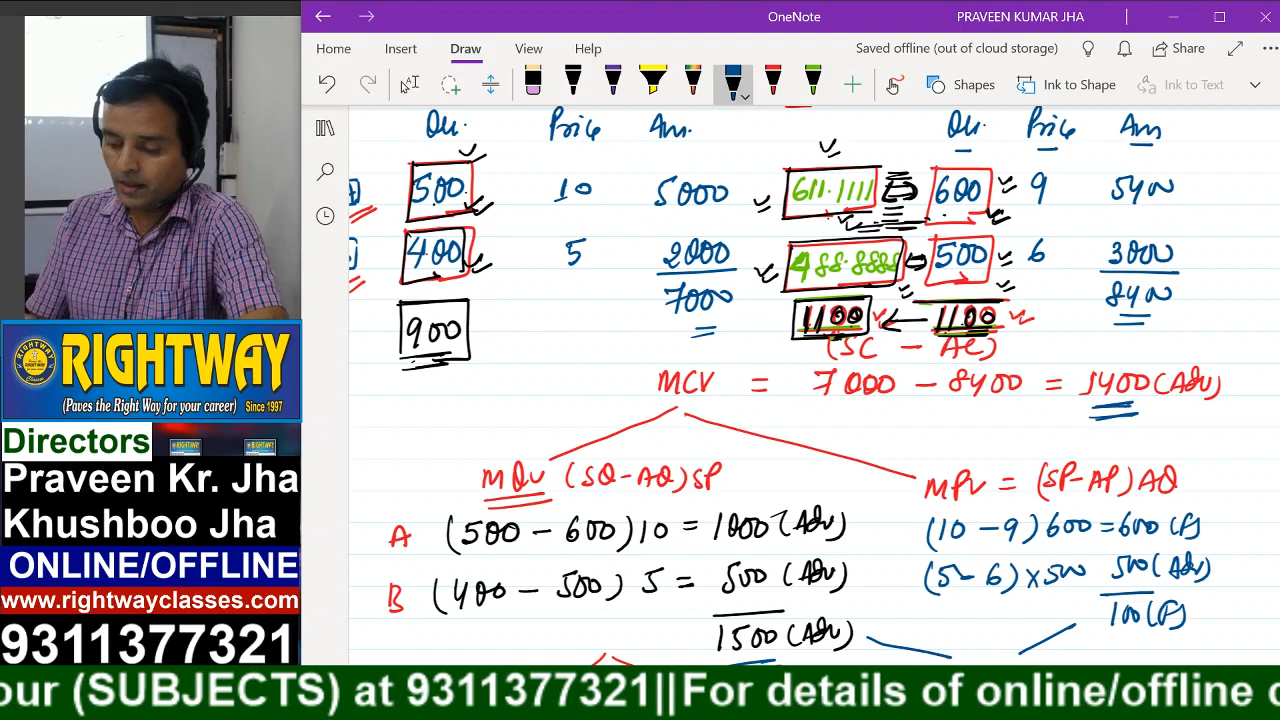 OneNote
PRAVEEN KUMAR JHA
Home Insert Draw View Help
Saved offline (out of cloud storage)
Share
Shapes
Ink to Shape
Ink to Text
Qu. Price Am. Qu. Price Am
500 10 5000 611.1111 600 9 5400
400 5 2000 488.8888 500 6 3000
7000 8400
900 1100 ← 1100
(SC - AC)
MCV = 7000 - 8400 = 1400 (Adv)
MQV (SQ-AQ)SP
MPV = (SP-AP)AQ
A (500 - 600) 10 = 1000 (Adv)
(10 - 9) 600 = 600 (F)
B (400 - 500) 5 = 500 (Adv)
(5 - 6) x 500 500 (Adv)
1500 (Adv)
100 (F)
RIGHTWAY
(Paves the Right Way for your career) Since 1997
Directors
Praveen Kr. Jha
Khushboo Jha
ONLINE/OFFLINE
www.rightwayclasses.com
9311377321
our (SUBJECTS) at 9311377321||For details of online/offline c